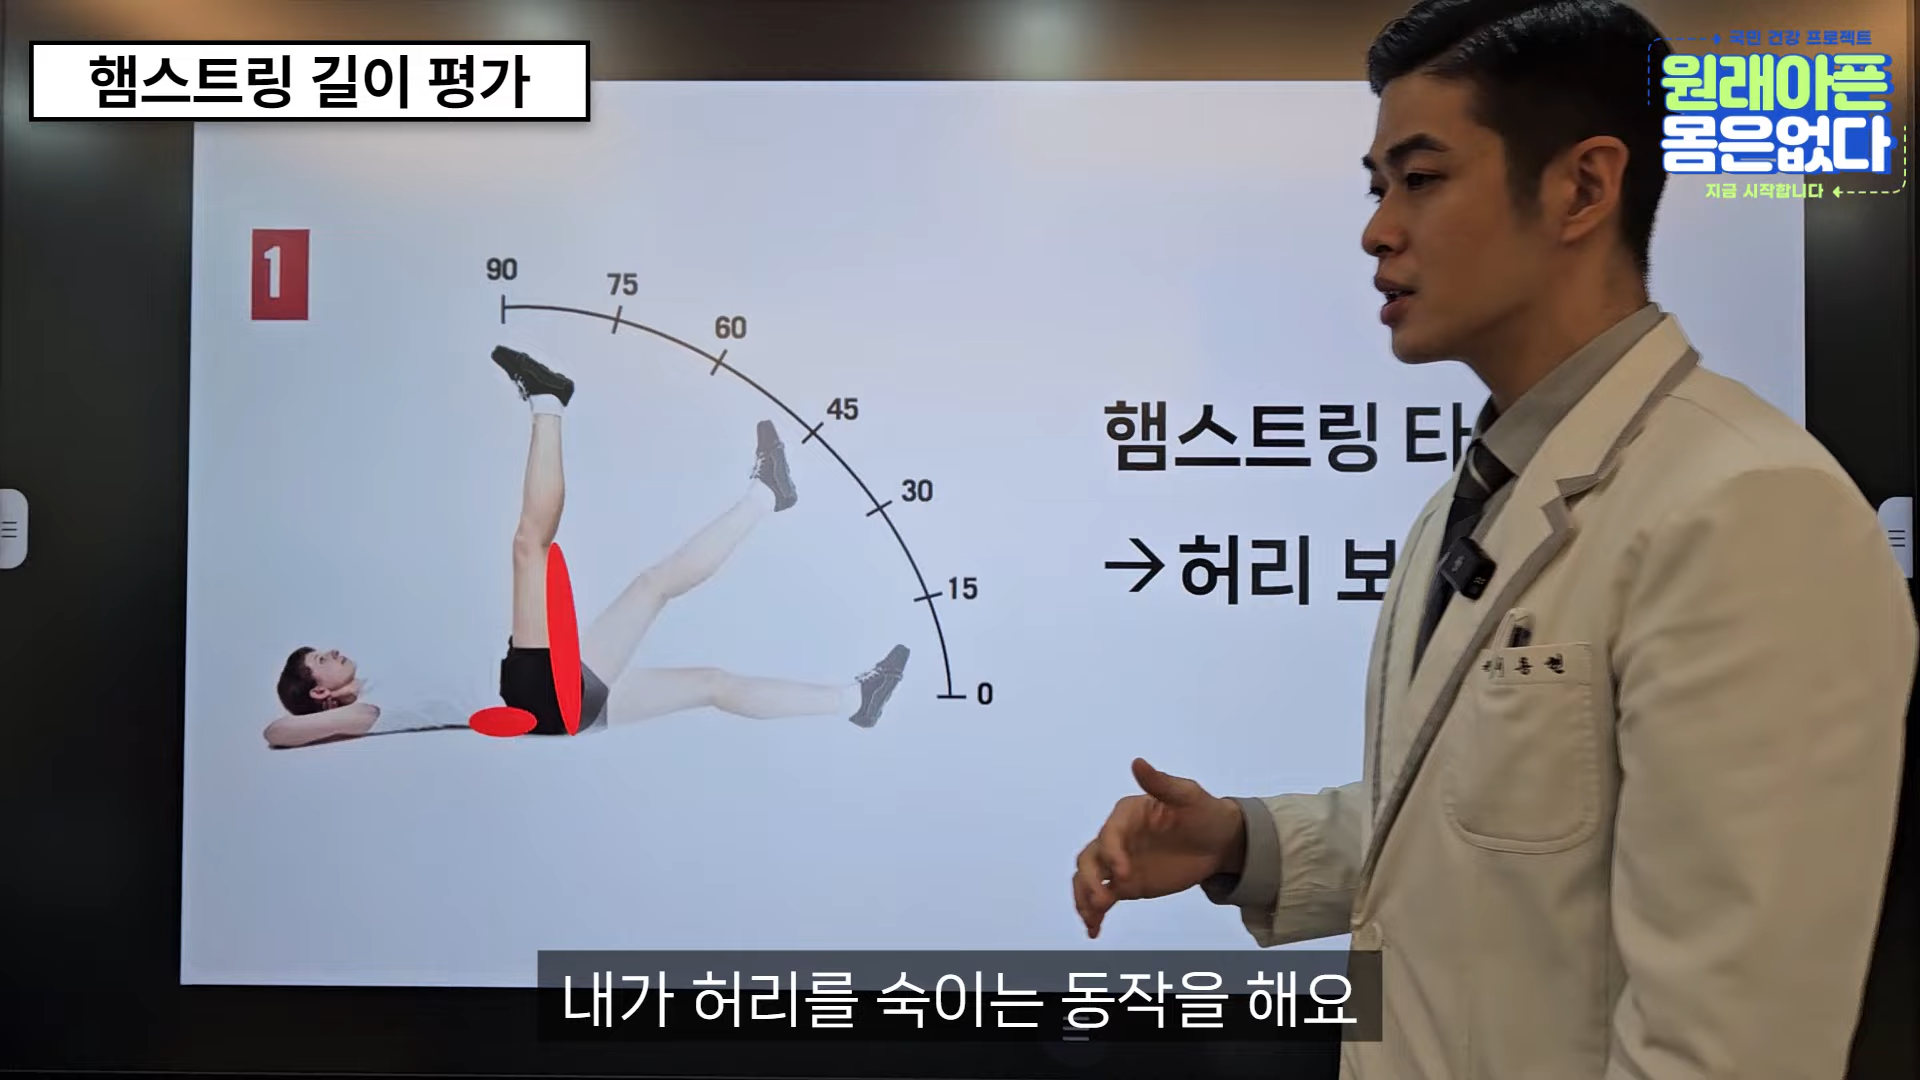 햄스트링 길이 평가
국민 건강 프로젝트
원래아픈
몸은없다
지금 시작합니다
1
90
75
60
45
30
15
0
햄스트링
→허리
내가 허리를 숙이는 동작을 해요